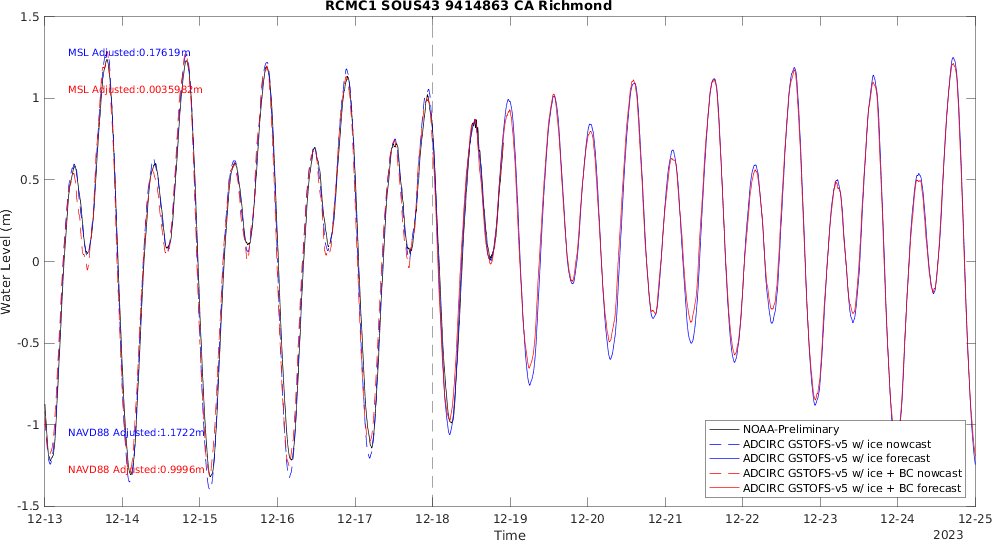 RCMC1 SOUS43 9414863 CA Richmond
1.5
1
0.5
0
-0.5
-1
-1.5
Water Level (m)
MSL Adjusted:0.17619m
MSL Adjusted:0.0035982m
NAVD88 Adjusted:1.1722m
NAVD88 Adjusted:0.9996m
NOAA-Preliminary
ADCIRC GSTOFS-v5 w/ ice nowcast
ADCIRC GSTOFS-v5 w/ ice forecast
ADCIRC GSTOFS-v5 w/ ice + BC nowcast
ADCIRC GSTOFS-v5 w/ ice + BC forecast
12-13 12-14 12-15 12-16 12-17 12-18 12-19 12-20 12-21 12-22 12-23 12-24 12-25
Time
2023